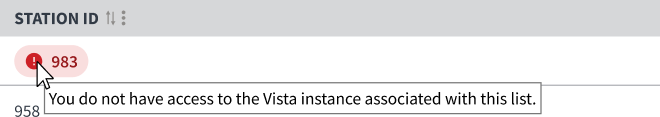 STATION ID
983
You do not have access to the Vista instance associated with this list.
958